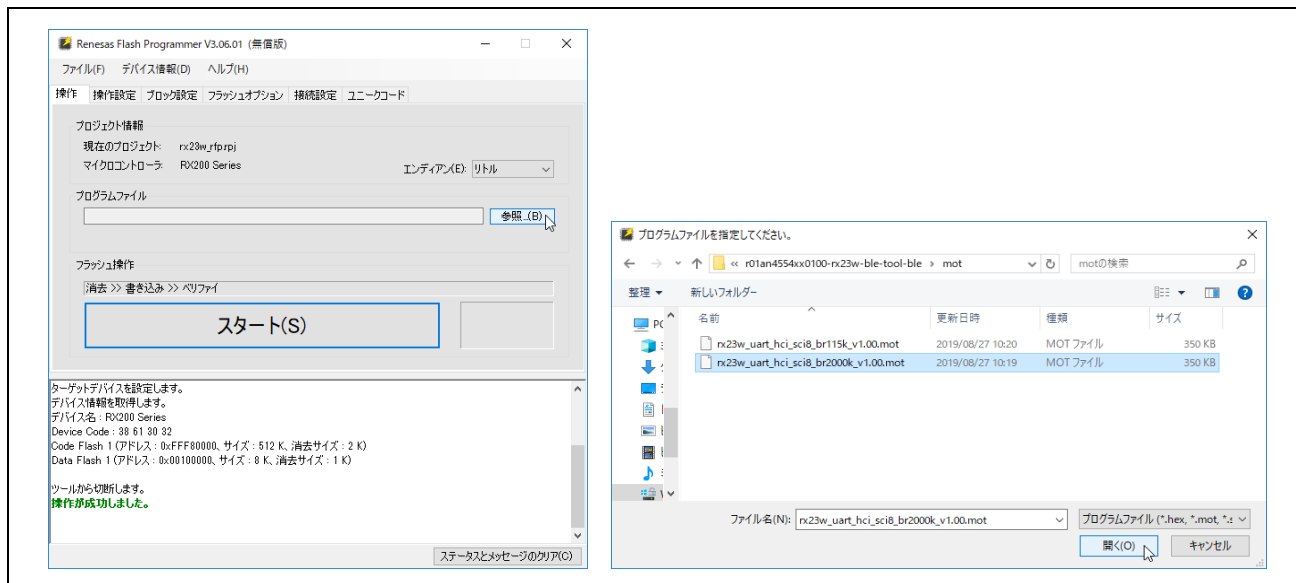 Renesas Flash Programmer V3.06.01 (無償版)
ファイル(F) デバイス情報(D) ヘルプ(H)
操作 操作設定 ブロック設定 フラッシュオプション 接続設定 ユニークコード
プロジェクト情報
現在のプロジェクト: rx23w_rfp.rpj
マイクロコントローラ: RX200 Series
エンディアン(E): リトル
プログラムファイル
参照...(B)
フラッシュ操作
消去 >> 書き込み >> ベリファイ
スタート(S)
ターゲットデバイスを設定します。
デバイス情報を取得します。
デバイス名 : RX200 Series
Device Code : 38 61 30 32
Code Flash 1 (アドレス : 0xFFF80000、サイズ : 512 K、消去サイズ : 2 K)
Data Flash 1 (アドレス : 0x00100000、サイズ : 8 K、消去サイズ : 1 K)
ツールから切断します。
操作が成功しました。
ステータスとメッセージのクリア(C)
プログラムファイルを指定してください。
« r01an4554xx0100-rx23w-ble-tool-ble › mot
motの検索
整理 新しいフォルダー
PC
名前 更新日時 種類 サイズ
rx23w_uart_hci_sci8_br115k_v1.00.mot 2019/08/27 10:20 MOT ファイル 350 KB
rx23w_uart_hci_sci8_br2000k_v1.00.mot 2019/08/27 10:19 MOT ファイル 350 KB
ファイル名(N): rx23w_uart_hci_sci8_br2000k_v1.00.mot
プログラムファイル (*.hex, *.mot, *.s
開く(O) キャンセル